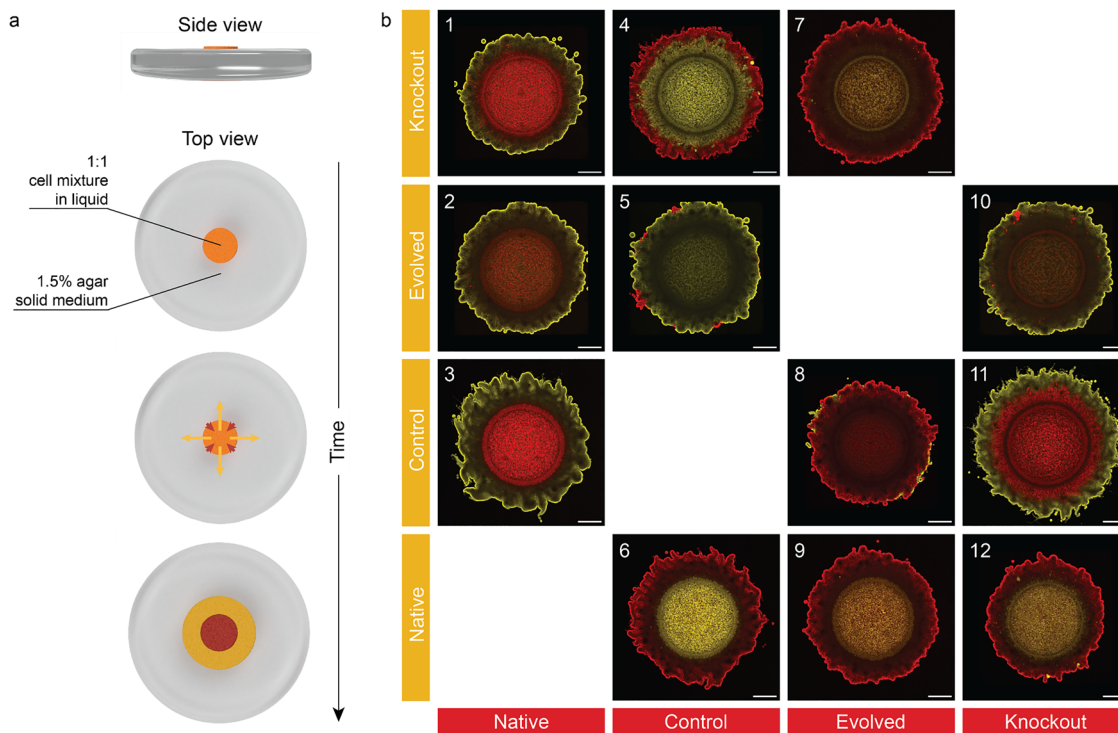 a
Side view
Top view
1:1
cell mixture
in liquid
1.5% agar
solid medium
Time
b
Knockout
Evolved
Control
Native
1
4
7
2
5
10
3
8
11
6
9
12
Native
Control
Evolved
Knockout